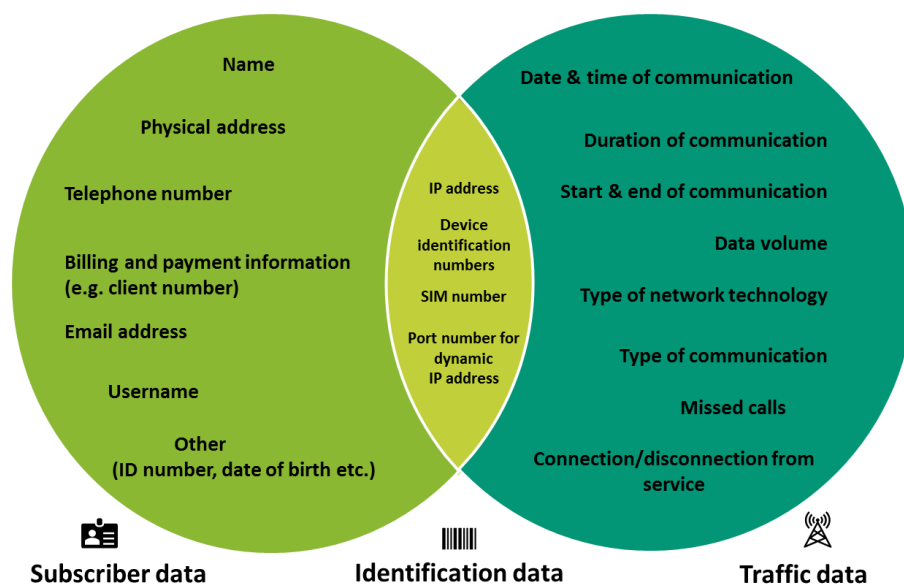 Name
Physical address
Telephone number
Billing and payment information
(e.g. client number)
Email address
Username
Other
(ID number, date of birth etc.)
IP address
Device
identification
numbers
SIM number
Port number for
dynamic
IP address
Date & time of communication
Duration of communication
Start & end of communication
Data volume
Type of network technology
Type of communication
Missed calls
Connection/disconnection from
service
Subscriber data
Identification data
Traffic data